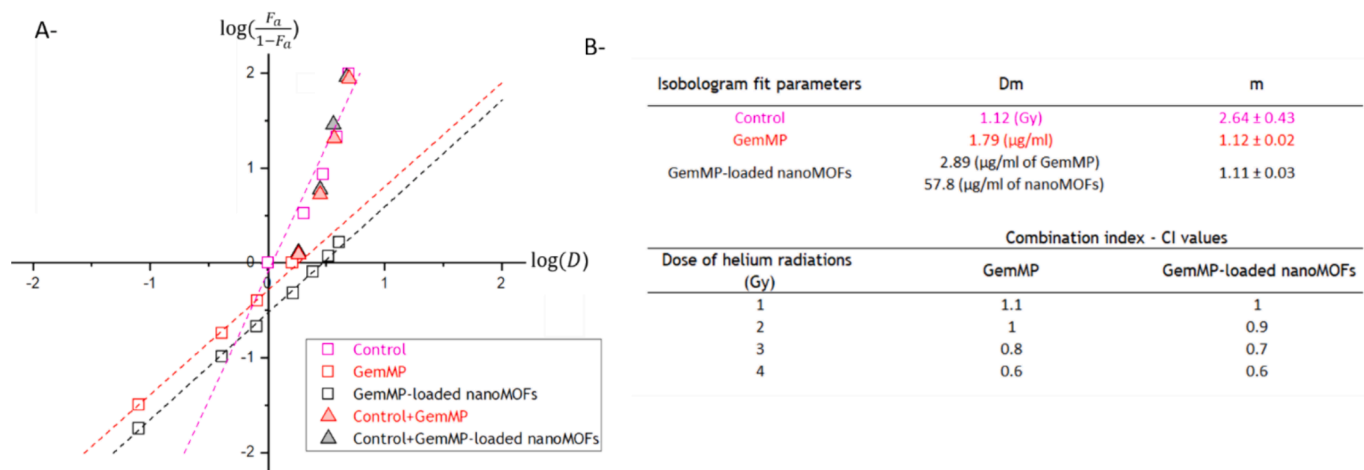 A-
log(Fa/1−Fa)
B-
2
1
0
-1
-2
-2
-1
0
1
2
log(D)
Control
GemMP
GemMP-loaded nanoMOFs
Control+GemMP
Control+GemMP-loaded nanoMOFs
Isobologram fit parameters Dm m
Control 1.12 (Gy) 2.64 ± 0.43
GemMP 1.79 (µg/ml) 1.12 ± 0.02
GemMP-loaded nanoMOFs 2.89 (µg/ml of GemMP) 1.11 ± 0.03
57.8 (µg/ml of nanoMOFs)
Combination index - CI values
Dose of helium radiations
(Gy)
GemMP GemMP-loaded nanoMOFs
1 1.1 1
2 1 0.9
3 0.8 0.7
4 0.6 0.6